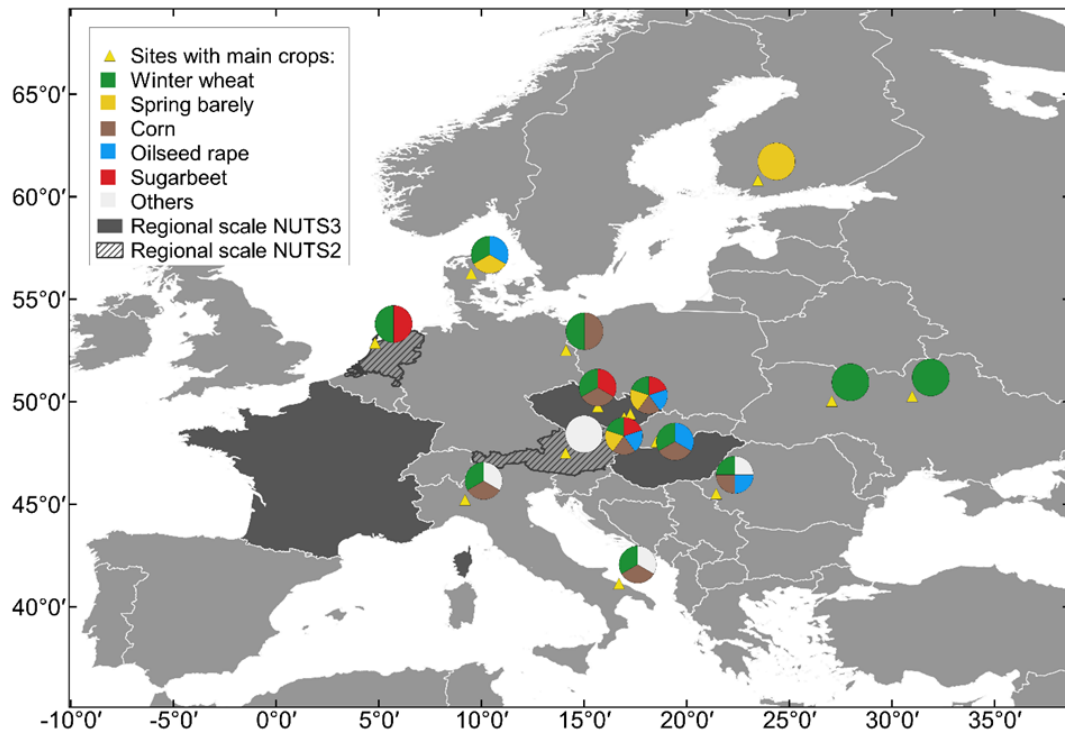 Sites with main crops:
Winter wheat
Spring barely
Corn
Oilseed rape
Sugarbeet
Others
Regional scale NUTS3
Regional scale NUTS2
65°0′
60°0′
55°0′
50°0′
45°0′
40°0′
-10°0′ -5°0′ 0°0′ 5°0′ 10°0′ 15°0′ 20°0′ 25°0′ 30°0′ 35°0′